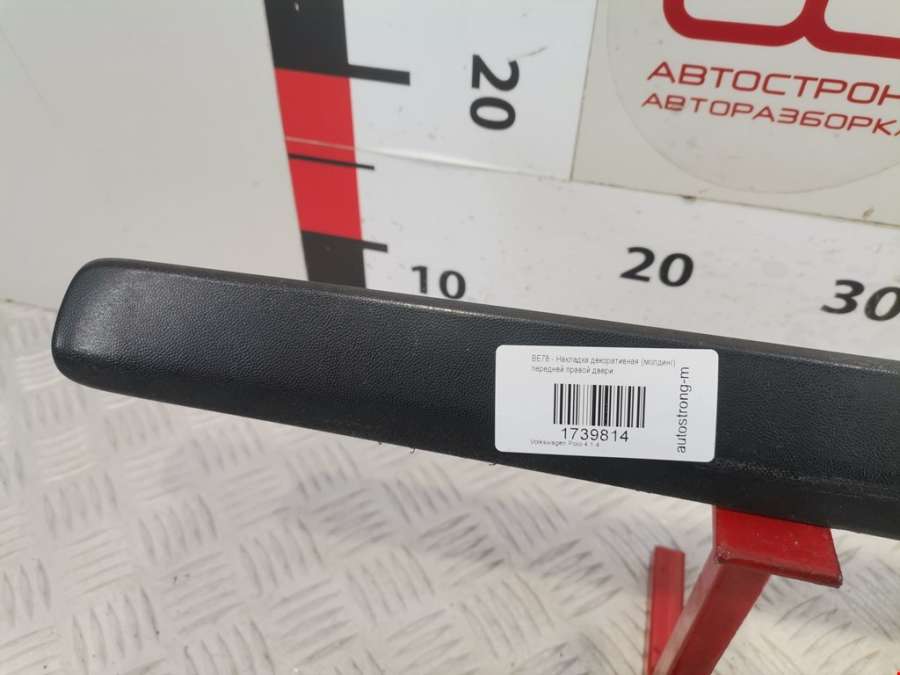 20
АВТОСТРОН
АВТОРАЗБОРКА
10
20
30
BE78 - Накладка декоративная (молдинг)
передней правой двери
1739814
Volkswagen Polo 4 1.4
autostrong-m